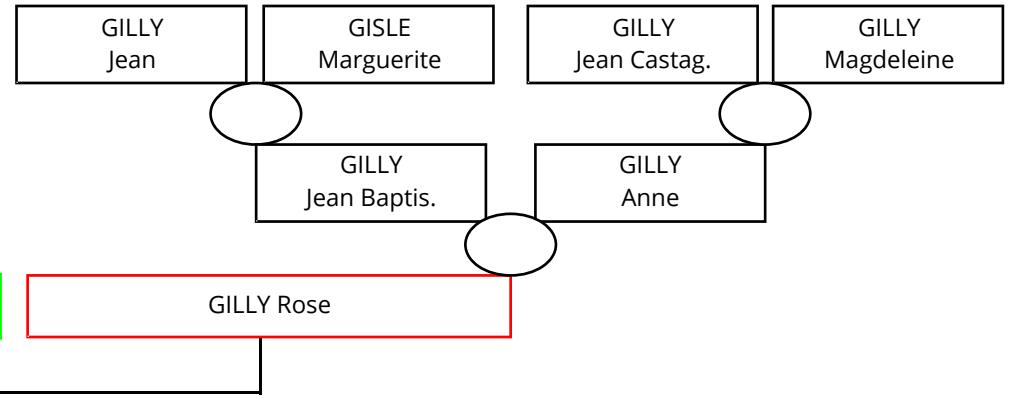 GILLY
Jean
GISLE
Marguerite
GILLY
Jean Castag.
GILLY
Magdeleine
GILLY
Jean Baptis.
GILLY
Anne
GILLY Rose